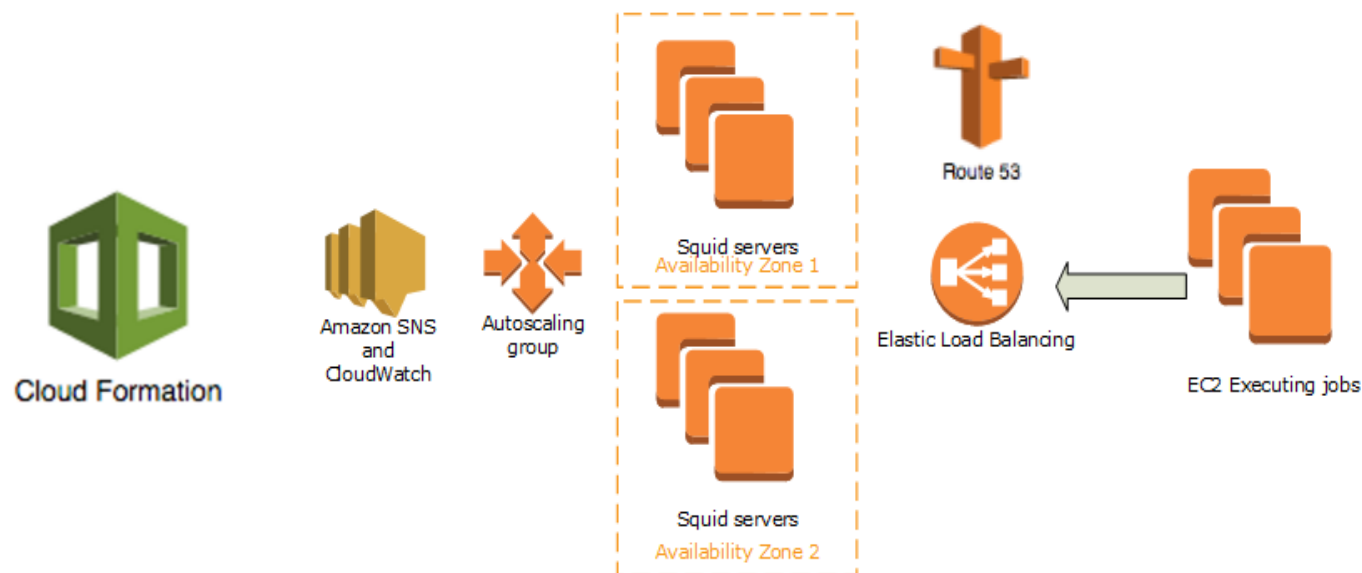 Cloud Formation
Amazon SNS
and
CloudWatch
Autoscaling
group
Squid servers
Availability Zone 1
Squid servers
Availability Zone 2
Route 53
Elastic Load Balancing
EC2 Executing jobs